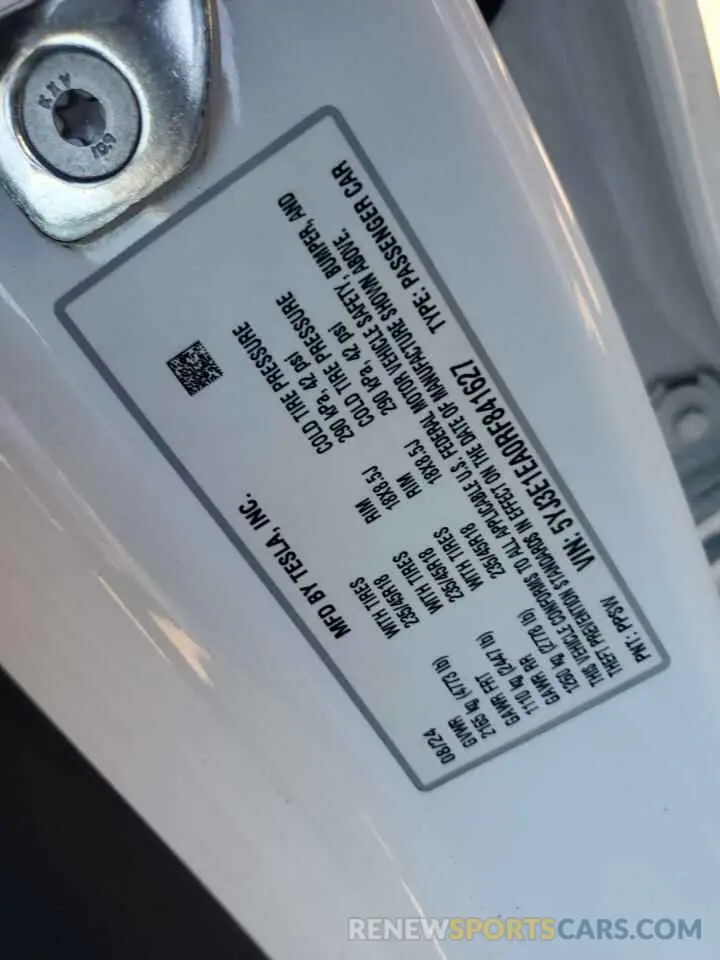 MFD BY TESLA, INC.
08/24
GVWR
2165 kg (4773 lb)
GAWR FRT WITH TIRES RIM COLD TIRE PRESSURE
1110 kg (2447 lb) 235/45R18 18X8.5J 290 kPa, 42 psi
GAWR RR WITH TIRES RIM COLD TIRE PRESSURE
1260 kg (2778 lb) 235/45R18 18X8.5J 290 kPa, 42 psi
THIS VEHICLE CONFORMS TO ALL APPLICABLE U.S. FEDERAL MOTOR VEHICLE SAFETY, BUMPER, AND
THEFT PREVENTION STANDARDS IN EFFECT ON THE DATE OF MANUFACTURE SHOWN ABOVE.
VIN: 5YJ3E1EA0RF841627 TYPE: PASSENGER CAR
PNT: PPSW
RENEWSPORTSCARS.COM